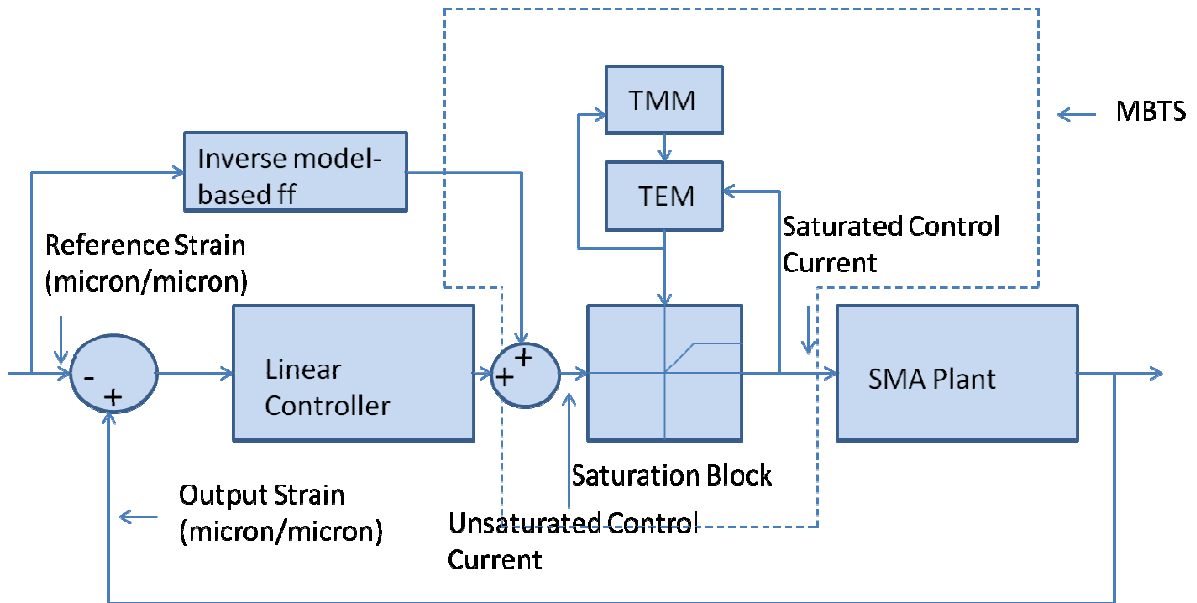 TMM
MBTS
Inverse model-
based ff
TEM
Reference Strain
(micron/micron)
Saturated Control
Current
Linear
Controller
-
+
+
+
SMA Plant
Saturation Block
Output Strain
(micron/micron)
Unsaturated Control
Current